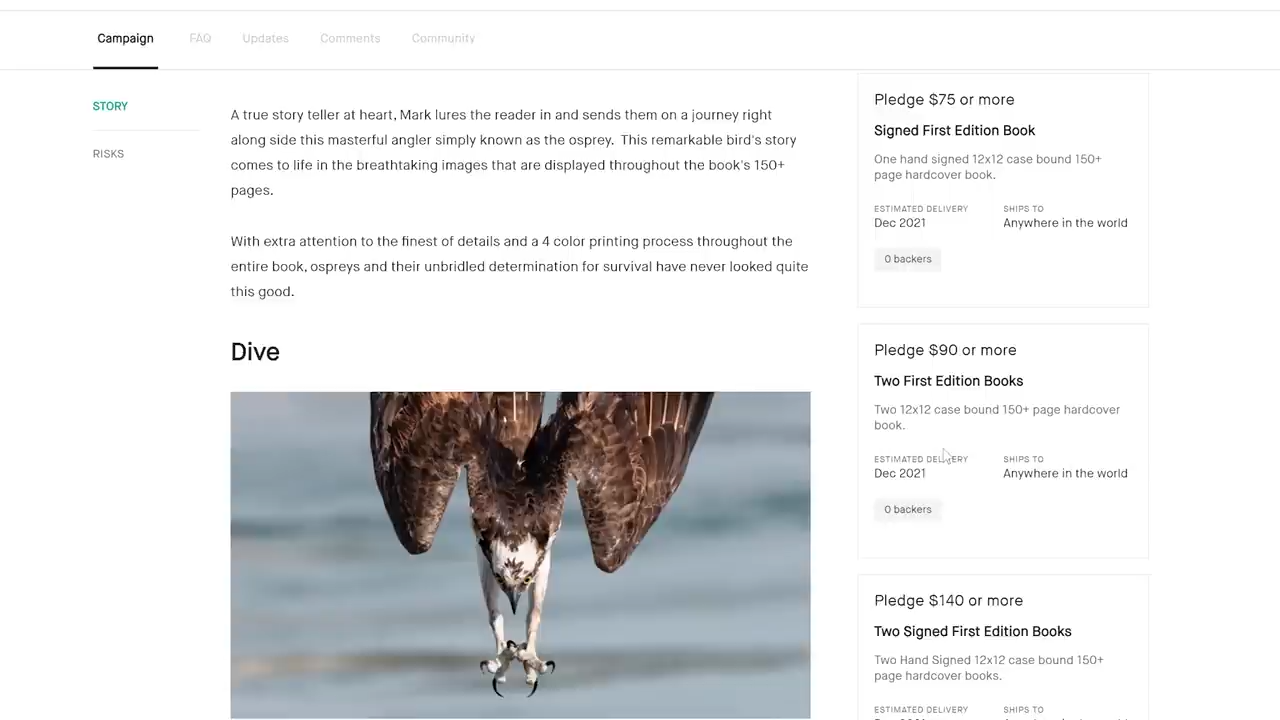 Campaign
FAQ
Updates
Comments
Community
STORY
RISKS
A true story teller at heart, Mark lures the reader in and sends them on a journey right
along side this masterful angler simply known as the osprey. This remarkable bird's story
comes to life in the breathtaking images that are displayed throughout the book's 150+
pages.
With extra attention to the finest of details and a 4 color printing process throughout the
entire book, ospreys and their unbridled determination for survival have never looked quite
this good.
Dive
Pledge $75 or more
Signed First Edition Book
One hand signed 12x12 case bound 150+
page hardcover book.
ESTIMATED DELIVERY
Dec 2021
SHIPS TO
Anywhere in the world
0 backers
Pledge $90 or more
Two First Edition Books
Two 12x12 case bound 150+ page hardcover
book.
ESTIMATED DELIVERY
Dec 2021
SHIPS TO
Anywhere in the world
0 backers
Pledge $140 or more
Two Signed First Edition Books
Two Hand Signed 12x12 case bound 150+
page hardcover books.
ESTIMATED DELIVERY
SHIPS TO